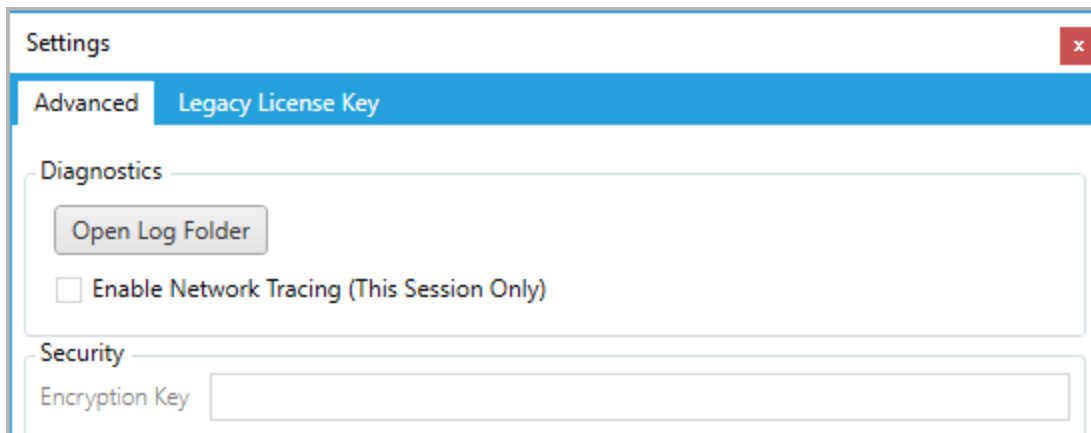 Settings
x
Advanced Legacy License Key
Diagnostics
Open Log Folder
Enable Network Tracing (This Session Only)
Security
Encryption Key